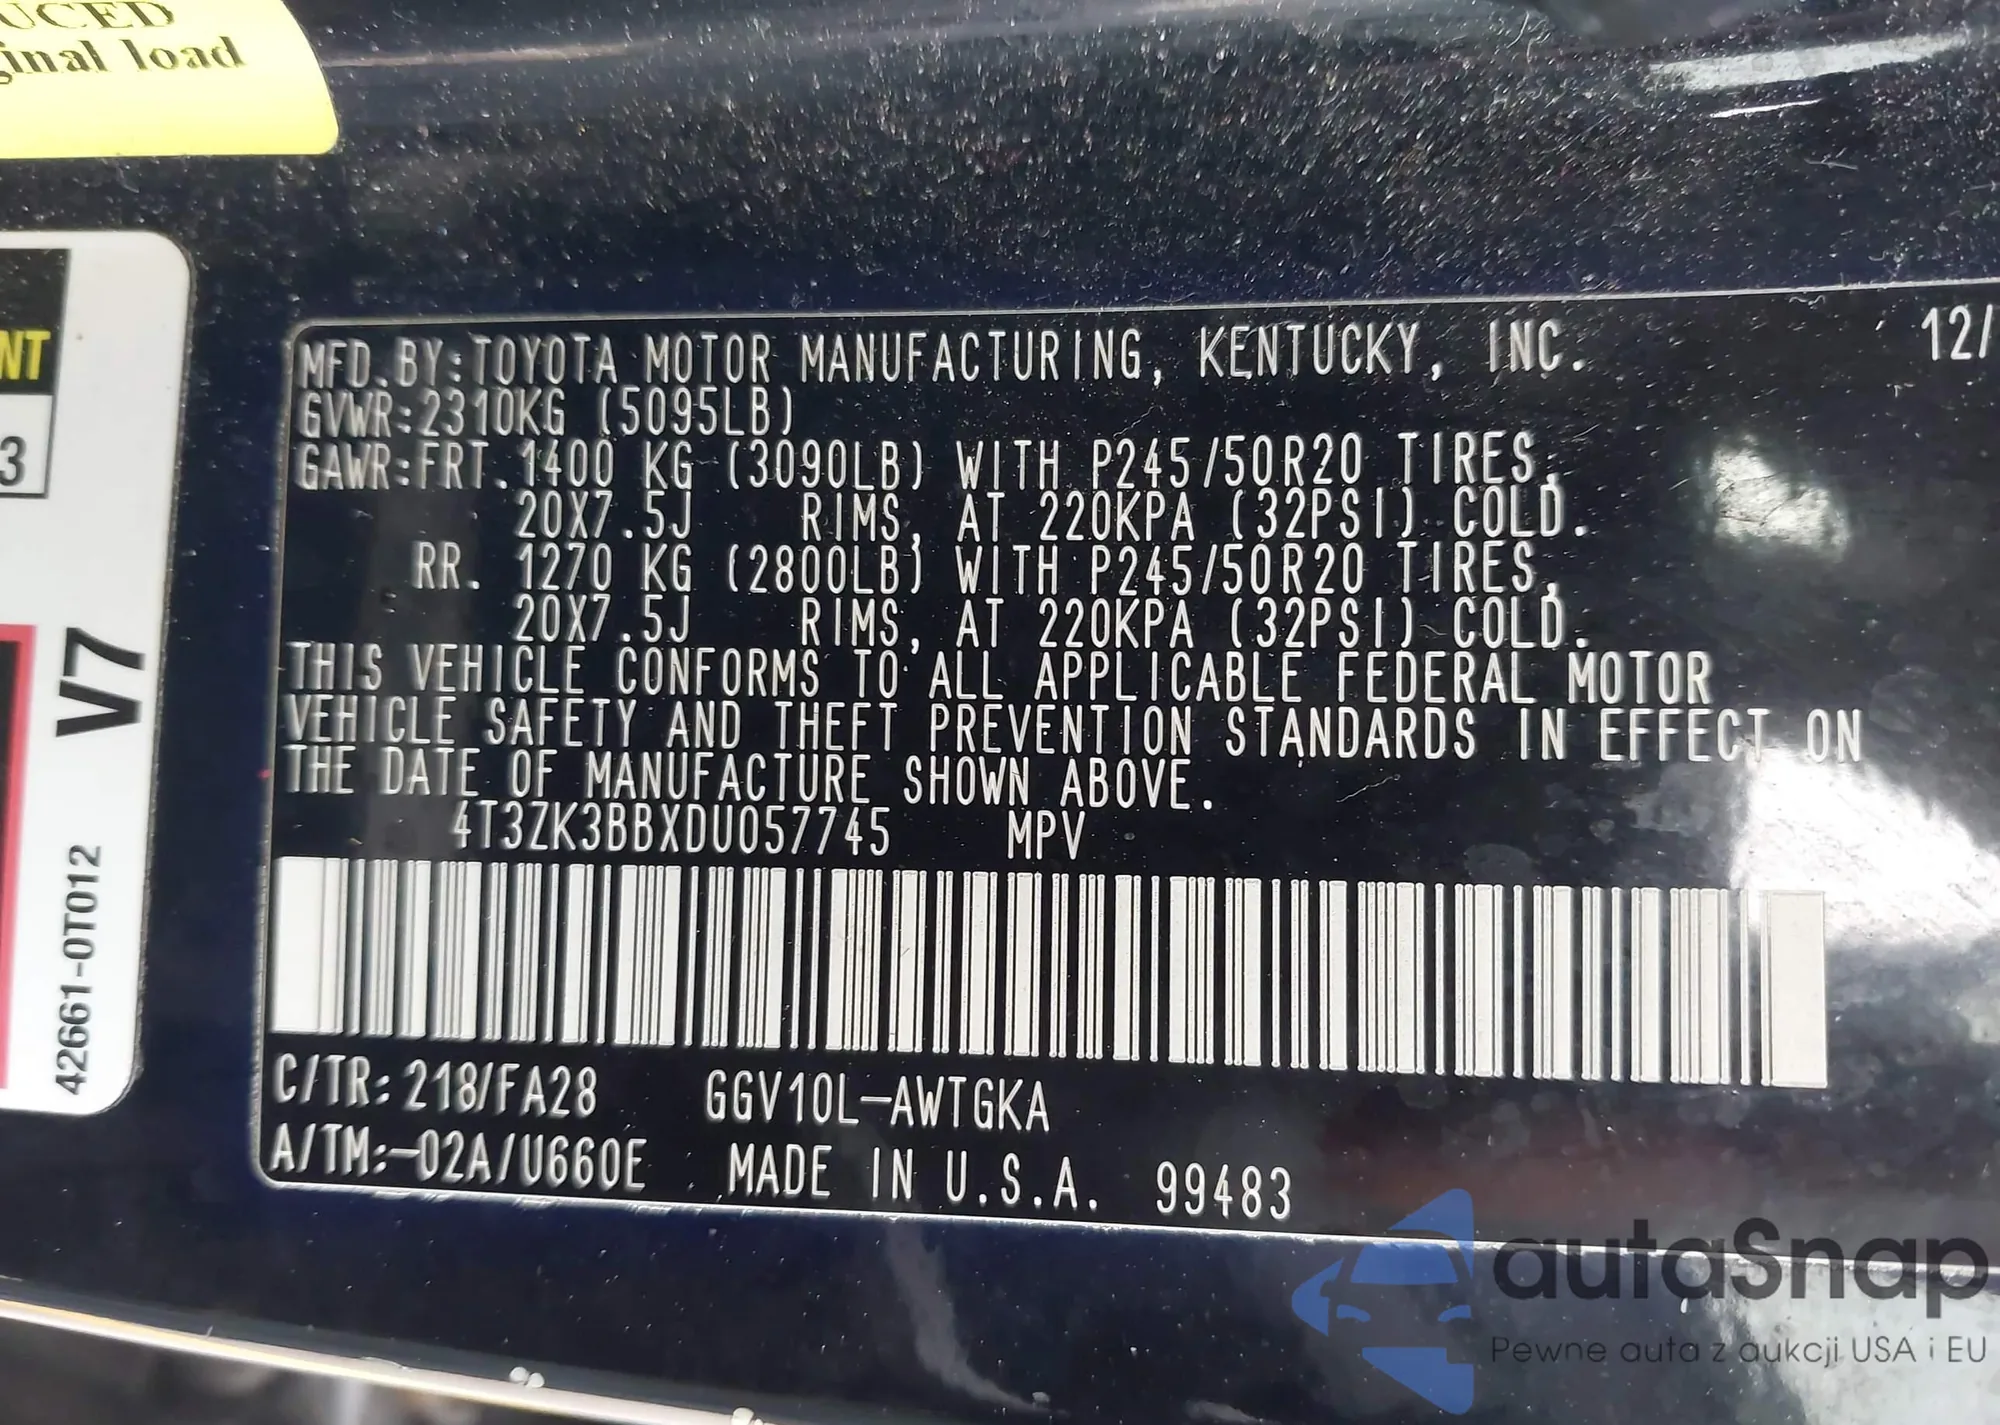 UCED
ginal load
NT
3
V7
42661-0T012
12/
MFD. BY: TOYOTA MOTOR MANUFACTURING, KENTUCKY, INC.
GVWR: 2310KG (5095LB)
GAWR: FRT. 1400 KG (3090LB) WITH P245/50R20 TIRES,
20X7.5J RIMS, AT 220KPA (32PSI) COLD.
RR. 1270 KG (2800LB) WITH P245/50R20 TIRES,
20X7.5J RIMS, AT 220KPA (32PSI) COLD.
THIS VEHICLE CONFORMS TO ALL APPLICABLE FEDERAL MOTOR
VEHICLE SAFETY AND THEFT PREVENTION STANDARDS IN EFFECT ON
THE DATE OF MANUFACTURE SHOWN ABOVE.
4T3ZK3BBXDU057745 MPV
C/TR: 218/FA28 GGV10L-AWTGKA
A/TM:-02A/U660E MADE IN U.S.A. 99483
autaSnap
Pewne auta z aukcji USA i EU